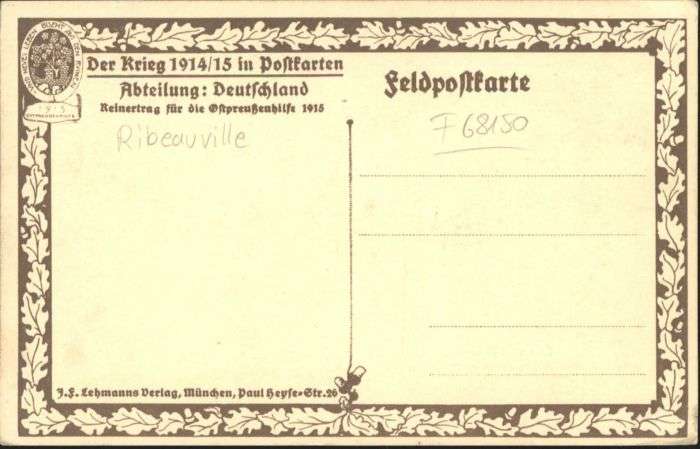 Der Krieg 1914/15 in Postkarten
Abteilung: Deutschland
Reinertrag für die Ostpreußenhilfe 1915
Feldpostkarte
Ribeauville
F 68150
J. F. Lehmanns Verlag, München, Paul Heyse-Str. 26